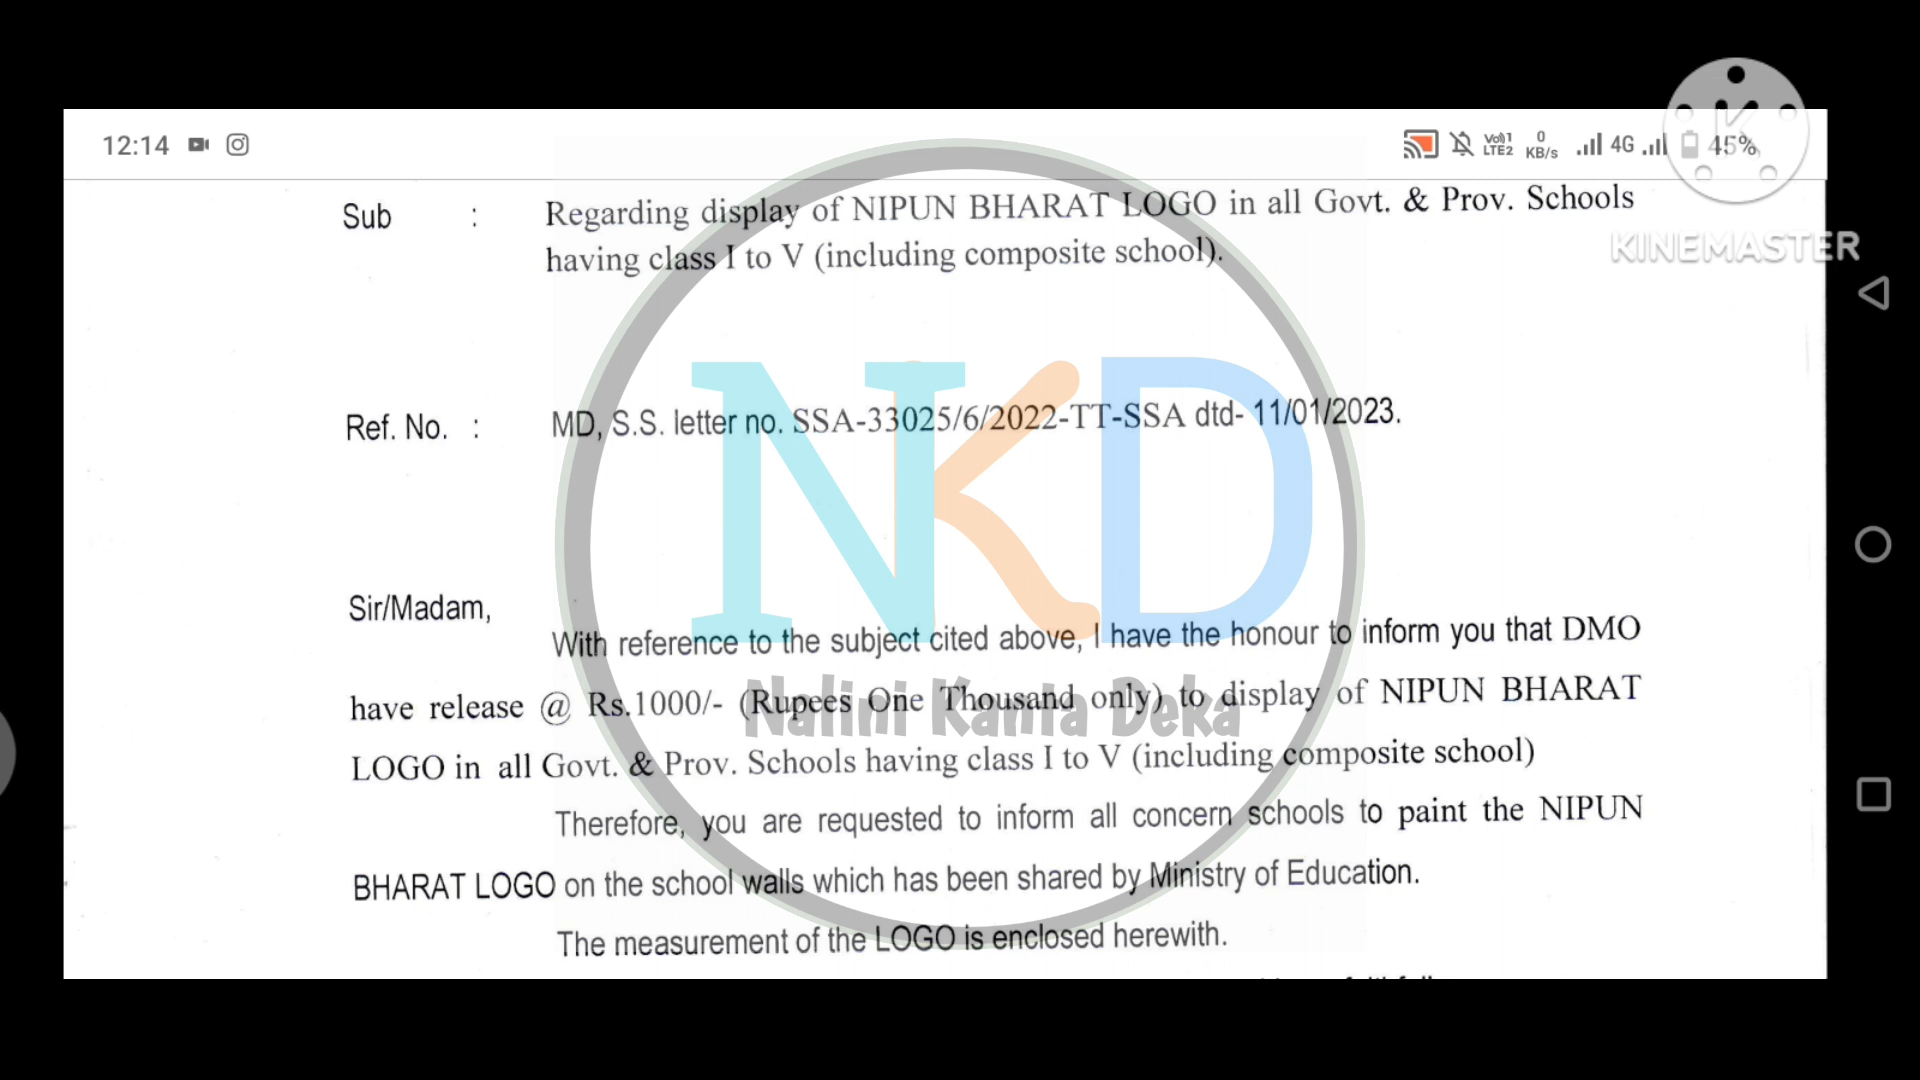 12:14
Vo)) 1 LTE2 0 KB/s 4G 45%
KINEMASTER
Sub : Regarding display of NIPUN BHARAT LOGO in all Govt. & Prov. Schools
having class I to V (including composite school).
Ref. No. : MD, S.S. letter no. SSA-33025/6/2022-TT-SSA dtd- 11/01/2023.
NKD
Nalini Kanta Deka
Sir/Madam,
With reference to the subject cited above, I have the honour to inform you that DMO
have release @ Rs.1000/- (Rupees One Thousand only) to display of NIPUN BHARAT
LOGO in all Govt. & Prov. Schools having class I to V (including composite school)
Therefore, you are requested to inform all concern schools to paint the NIPUN
BHARAT LOGO on the school walls which has been shared by Ministry of Education.
The measurement of the LOGO is enclosed herewith.